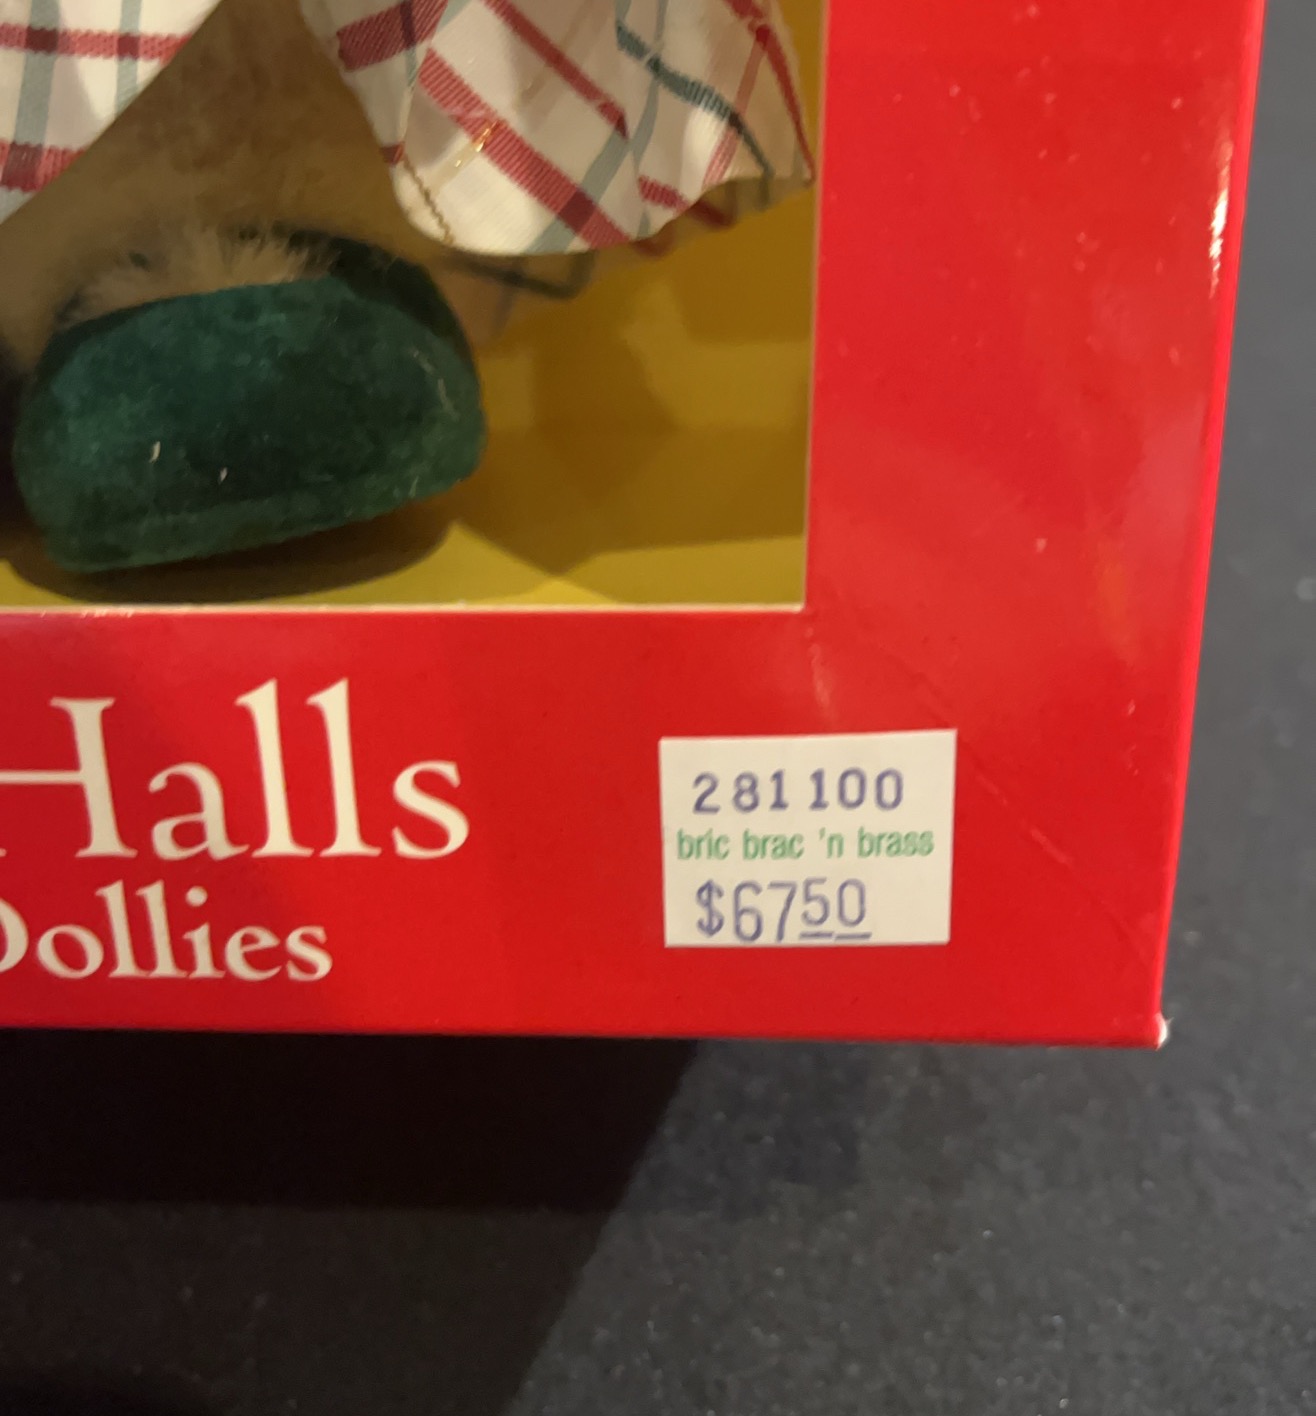 Halls
Dollies
281100
bric brac 'n brass
$6750